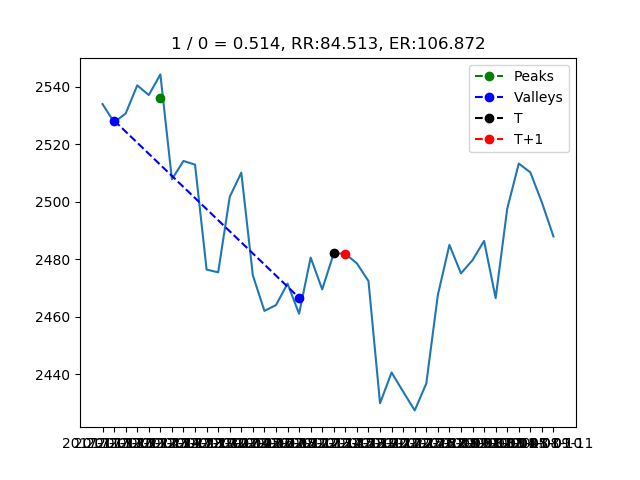 1 / 0 = 0.514, RR:84.513, ER:106.872
Peaks
Valleys
T
T+1
2540
2520
2500
2480
2460
2440